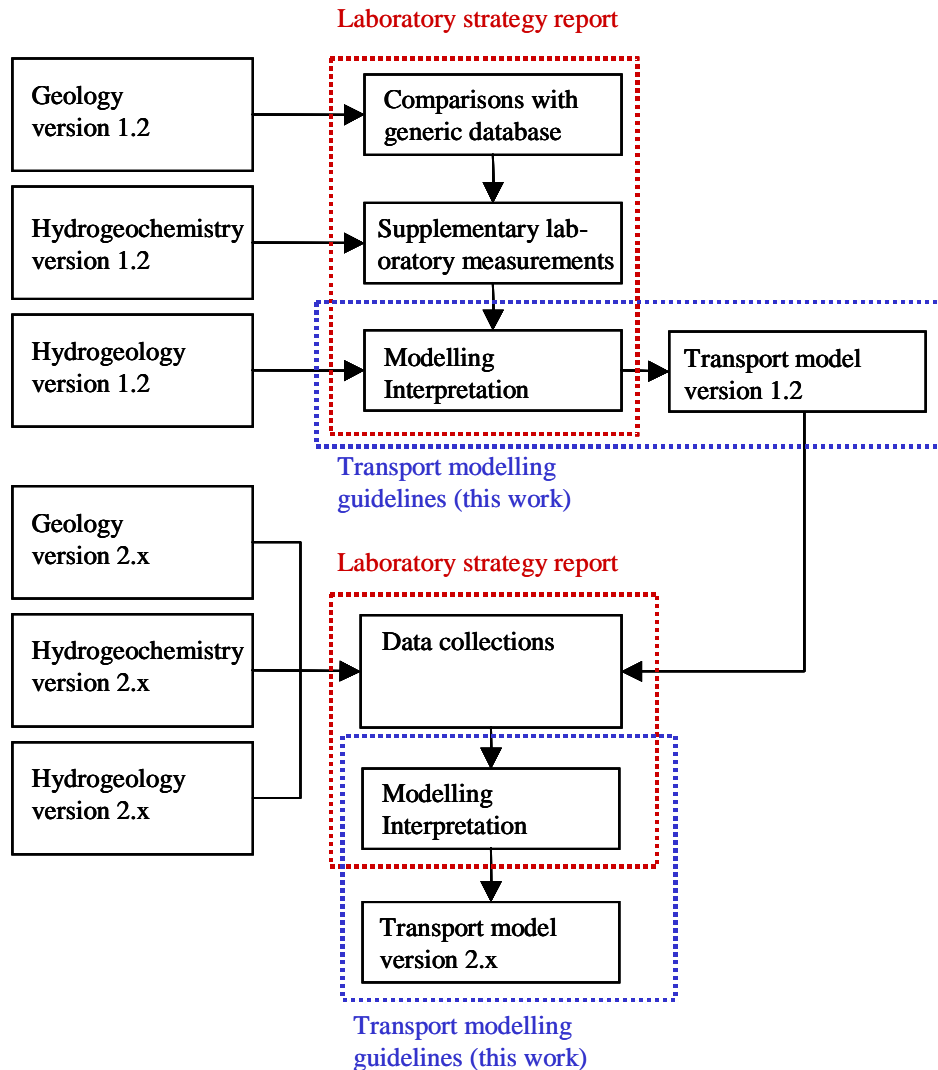 Laboratory strategy report
Geology
version 1.2
Comparisons with
generic database
Hydrogeochemistry
version 1.2
Supplementary lab-
oratory measurements
Hydrogeology
version 1.2
Modelling
Interpretation
Transport model
version 1.2
Transport modelling
guidelines (this work)
Geology
version 2.x
Laboratory strategy report
Hydrogeochemistry
version 2.x
Data collections
Hydrogeology
version 2.x
Modelling
Interpretation
Transport model
version 2.x
Transport modelling
guidelines (this work)